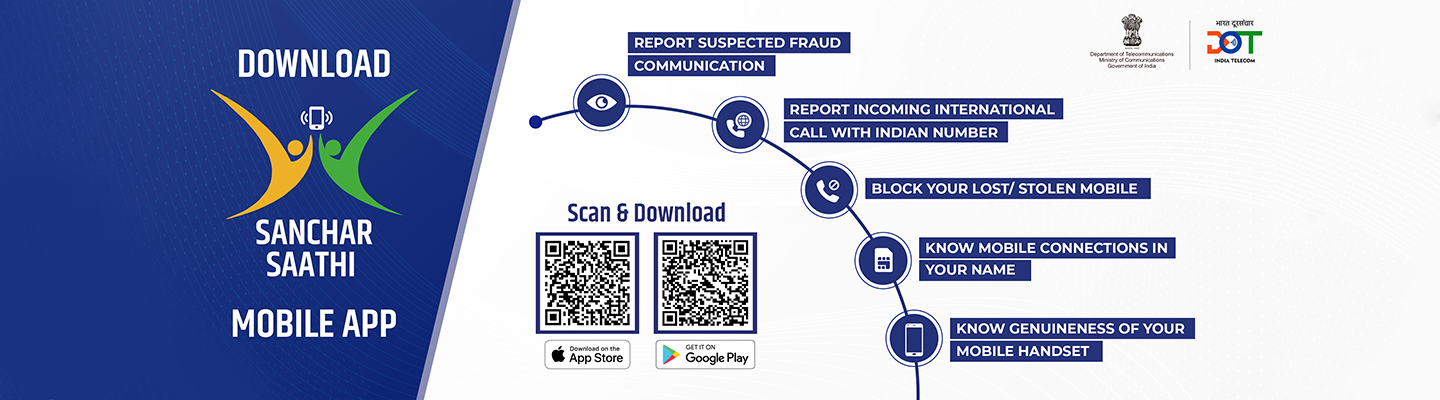 DOWNLOAD
SANCHAR
SAATHI
MOBILE APP
REPORT SUSPECTED FRAUD
COMMUNICATION
REPORT INCOMING INTERNATIONAL
CALL WITH INDIAN NUMBER
BLOCK YOUR LOST/ STOLEN MOBILE
KNOW MOBILE CONNECTIONS IN
YOUR NAME
KNOW GENUINENESS OF YOUR
MOBILE HANDSET
Scan & Download
Download on the
App Store
GET IT ON
Google Play
Department of Telecommunications
Ministry of Communications
Government of India
भारत दूरसंचार
DOT
INDIA TELECOM